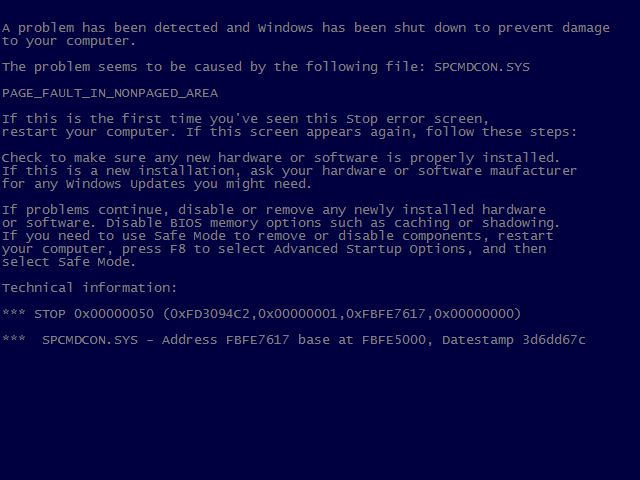 A problem has been detected and Windows has been shut down to prevent damage
to your computer.
The problem seems to be caused by the following file: SPCMDCON.SYS
PAGE_FAULT_IN_NONPAGED_AREA
If this is the first time you've seen this Stop error screen,
restart your computer. If this screen appears again, follow these steps:
Check to make sure any new hardware or software is properly installed.
If this is a new installation, ask your hardware or software maufacturer
for any Windows Updates you might need.
If problems continue, disable or remove any newly installed hardware
or software. Disable BIOS memory options such as caching or shadowing.
If you need to use Safe Mode to remove or disable components, restart
your computer, press F8 to select Advanced Startup Options, and then
select Safe Mode.
Technical information:
*** STOP 0x00000050 (0xFD3094C2,0x00000001,0xFBFE7617,0x00000000)
*** SPCMDCON.SYS - Address FBFE7617 base at FBFE5000, Datestamp 3d6dd67c